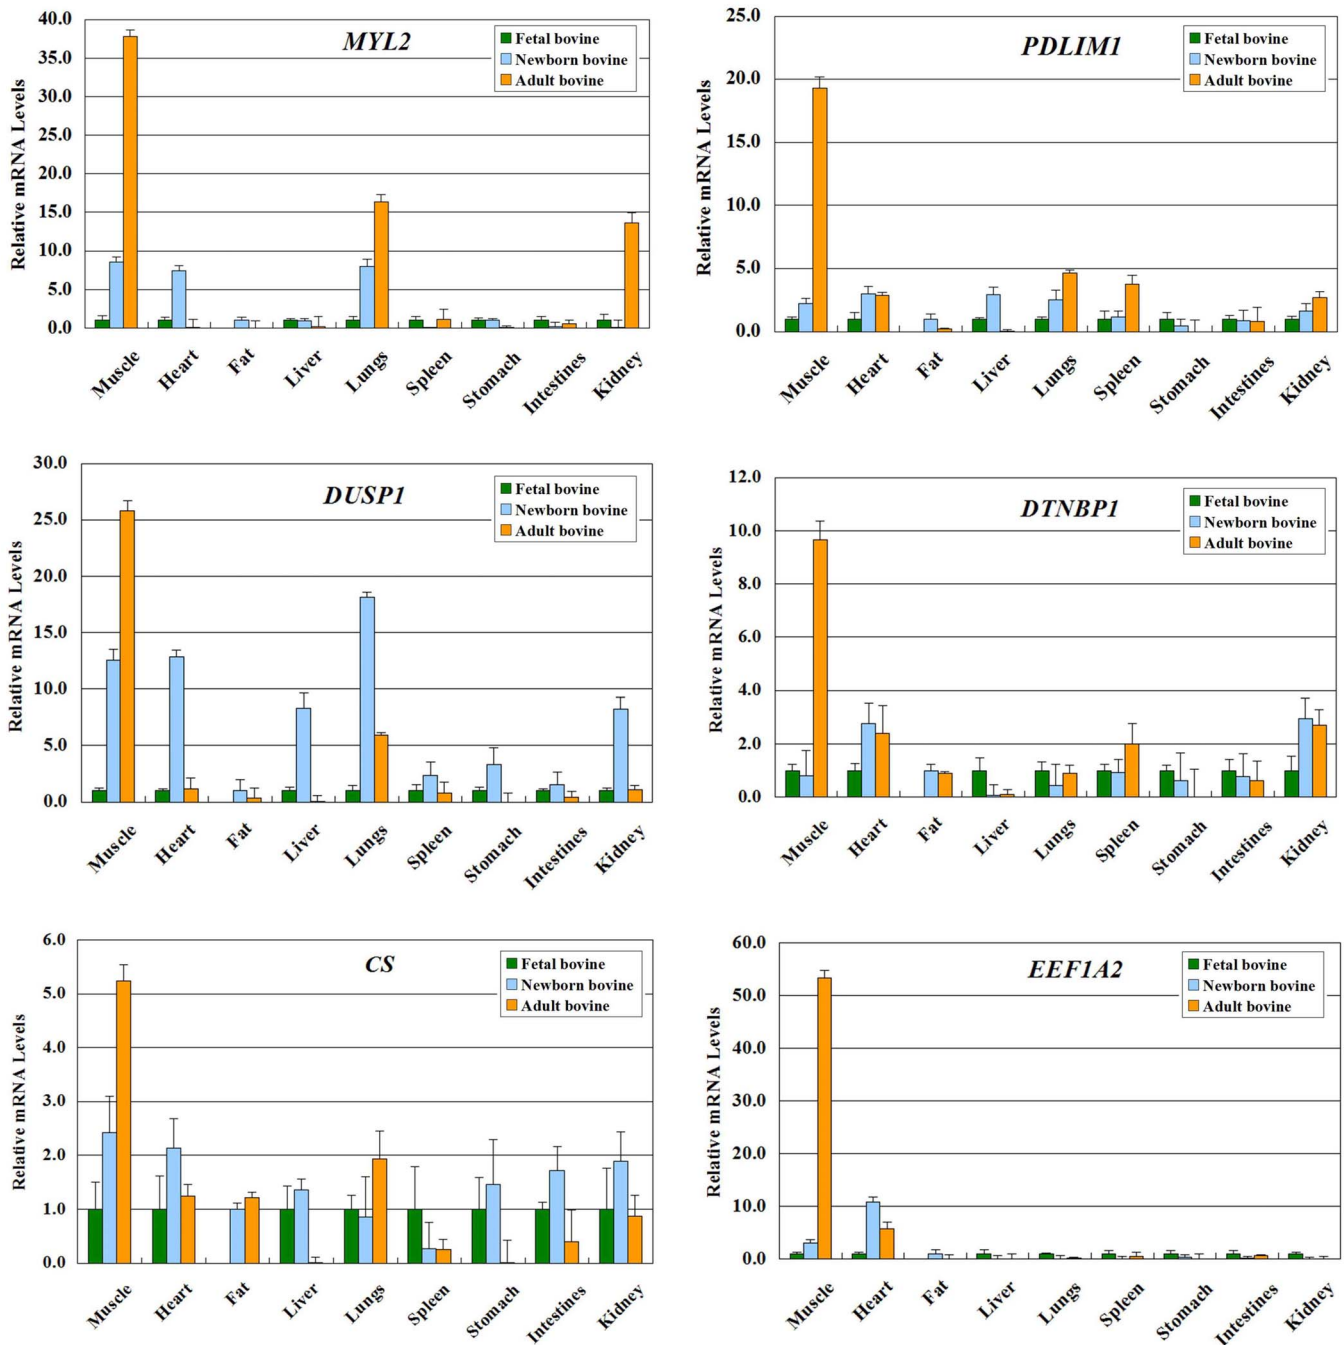 MYL2
Fetal bovine
Newborn bovine
Adult bovine
Relative mRNA Levels
40.0
35.0
30.0
25.0
20.0
15.0
10.0
5.0
0.0
Muscle
Heart
Fat
Liver
Lungs
Spleen
Stomach
Intestines
Kidney
PDLIM1
Fetal bovine
Newborn bovine
Adult bovine
Relative mRNA Levels
25.0
20.0
15.0
10.0
5.0
0.0
Muscle
Heart
Fat
Liver
Lungs
Spleen
Stomach
Intestines
Kidney
DUSP1
Fetal bovine
Newborn bovine
Adult bovine
Relative mRNA Levels
30.0
25.0
20.0
15.0
10.0
5.0
0.0
Muscle
Heart
Fat
Liver
Lungs
Spleen
Stomach
Intestines
Kidney
DTNBP1
Fetal bovine
Newborn bovine
Adult bovine
Relative mRNA Levels
12.0
10.0
8.0
6.0
4.0
2.0
0.0
Muscle
Heart
Fat
Liver
Lungs
Spleen
Stomach
Intestines
Kidney
CS
Fetal bovine
Newborn bovine
Adult bovine
Relative mRNA Levels
6.0
5.0
4.0
3.0
2.0
1.0
0.0
Muscle
Heart
Fat
Liver
Lungs
Spleen
Stomach
Intestines
Kidney
EEF1A2
Fetal bovine
Newborn bovine
Adult bovine
Relative mRNA Levels
60.0
50.0
40.0
30.0
20.0
10.0
0.0
Muscle
Heart
Fat
Liver
Lungs
Spleen
Stomach
Intestines
Kidney